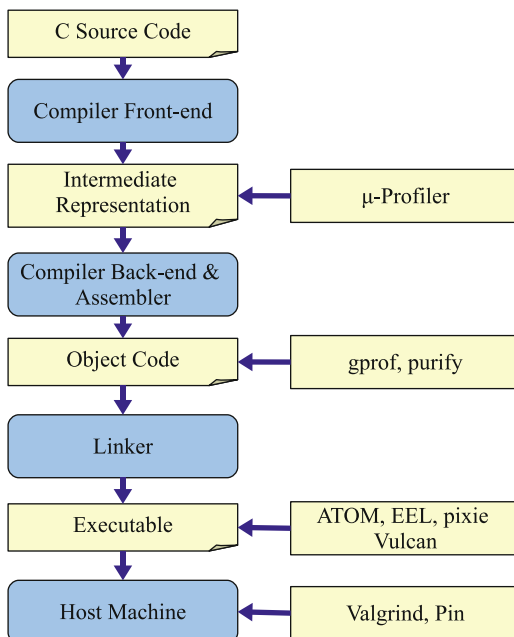 C Source Code
Compiler Front-end
Intermediate
Representation
μ-Profiler
Compiler Back-end &
Assembler
Object Code
gprof, purify
Linker
Executable
ATOM, EEL, pixie
Vulcan
Host Machine
Valgrind, Pin